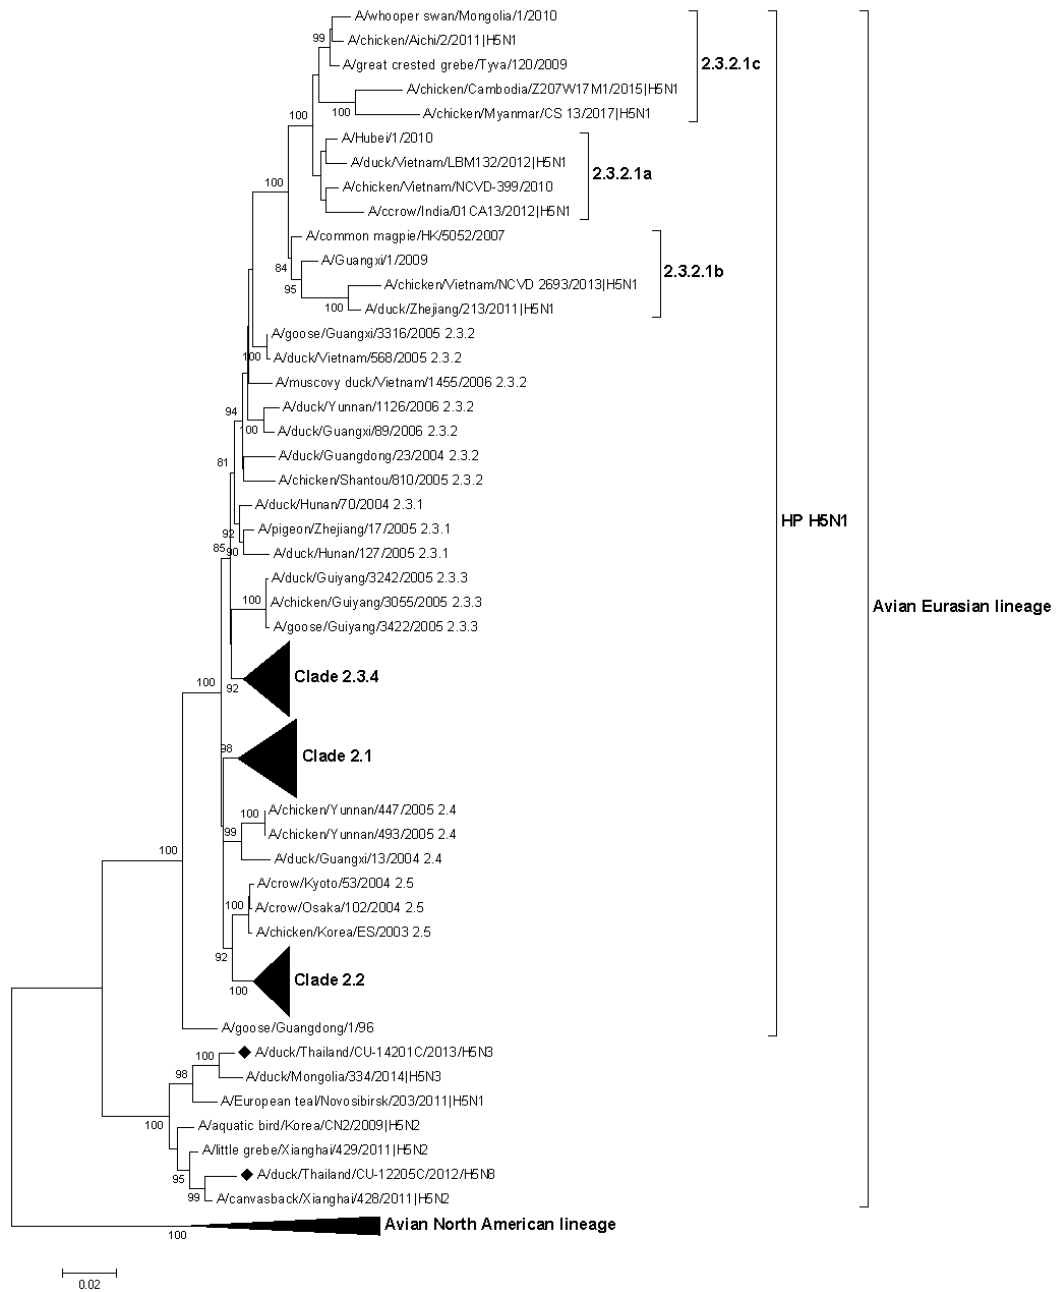 A/whooper swan/Mongolia/1/2010
99
A/chicken/Aichi/2/2011|H5N1
A/great crested grebe/Tyva/120/2009
2.3.2.1c
A/chicken/Cambodia/Z207W17M1/2015|H5N1
100
A/chicken/Myanmar/CS 13/2017|H5N1
100
A/Hubei/1/2010
A/duck/Vietnam/LBM132/2012|H5N1
2.3.2.1a
100
A/chicken/Vietnam/NCVD-399/2010
A/ccrow/India/01CA13/2012|H5N1
A/common magpie/HK/5052/2007
84
A/Guangxi/1/2009
2.3.2.1b
95
A/chicken/Vietnam/NCVD 2693/2013|H5N1
100
A/duck/Zhejiang/213/2011|H5N1
A/goose/Guangxi/3316/2005 2.3.2
100
A/duck/Vietnam/568/2005 2.3.2
A/muscovy duck/Vietnam/1455/2006 2.3.2
94
A/duck/Yunnan/1126/2006 2.3.2
100
A/duck/Guangxi/89/2006 2.3.2
81
A/duck/Guangdong/23/2004 2.3.2
A/chicken/Shantou/810/2005 2.3.2
A/duck/Hunan/70/2004 2.3.1
HP H5N1
92
A/pigeon/Zhejiang/17/2005 2.3.1
85
90
A/duck/Hunan/127/2005 2.3.1
A/duck/Guiyang/3242/2005 2.3.3
100
A/chicken/Guiyang/3055/2005 2.3.3
Avian Eurasian lineage
A/goose/Guiyang/3422/2005 2.3.3
100
92
Clade 2.3.4
98
Clade 2.1
A/chicken/Yunnan/447/2005 2.4
100
99
A/chicken/Yunnan/493/2005 2.4
100
A/duck/Guangxi/13/2004 2.4
A/crow/Kyoto/53/2004 2.5
100
A/crow/Osaka/102/2004 2.5
A/chicken/Korea/ES/2003 2.5
92
Clade 2.2
100
A/goose/Guangdong/1/96
100
A/duck/Thailand/CU-14201C/2013/H5N3
98
A/duck/Mongolia/334/2014|H5N3
A/European teal/Novosibirsk/203/2011|H5N1
100
A/aquatic bird/Korea/CN2/2009|H5N2
A/little grebe/Xianghai/429/2011|H5N2
95
A/duck/Thailand/CU-12205C/2012/H5N8
99
A/canvasback/Xianghai/428/2011|H5N2
Avian North American lineage
100
0.02